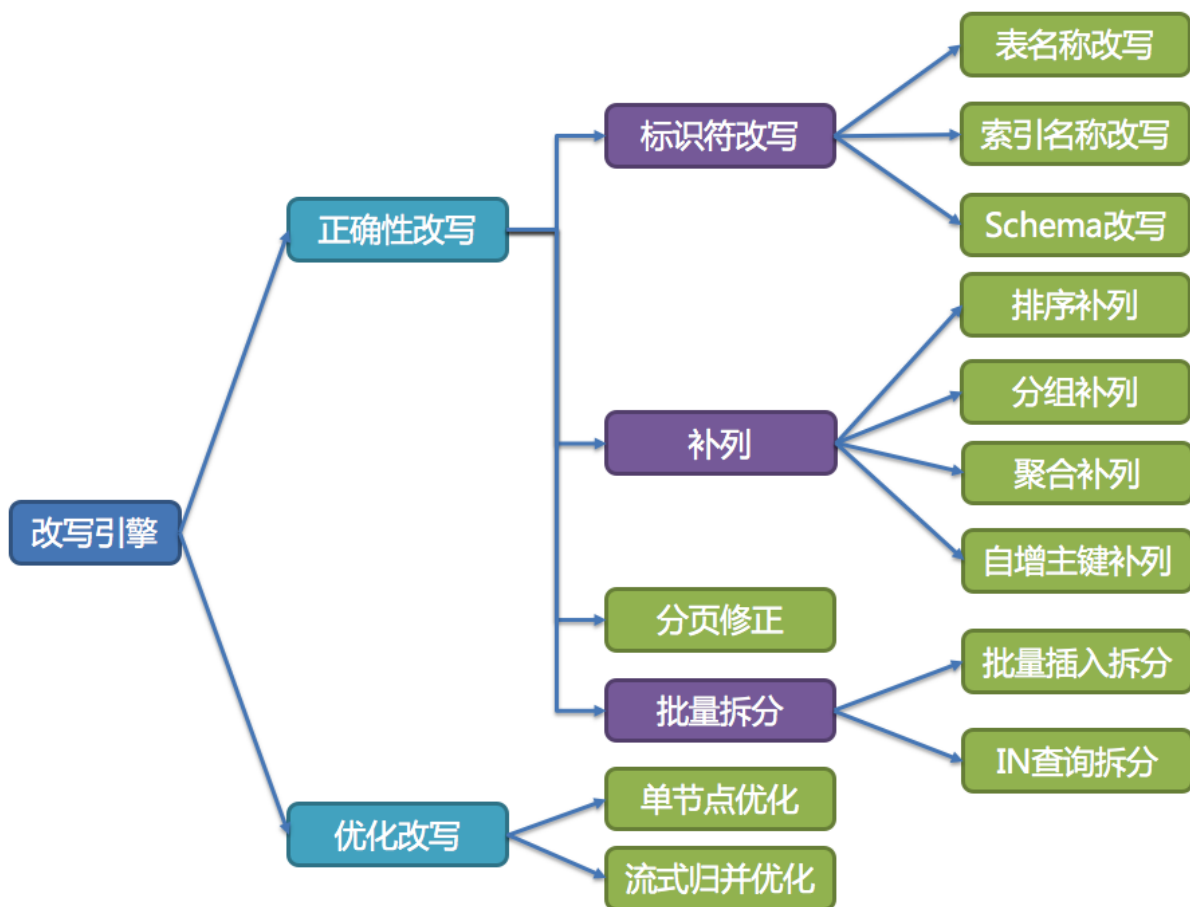 改写引擎
正确性改写
标识符改写
表名称改写
索引名称改写
Schema改写
补列
排序补列
分组补列
聚合补列
自增主键补列
分页修正
批量拆分
批量插入拆分
IN查询拆分
优化改写
单节点优化
流式归并优化